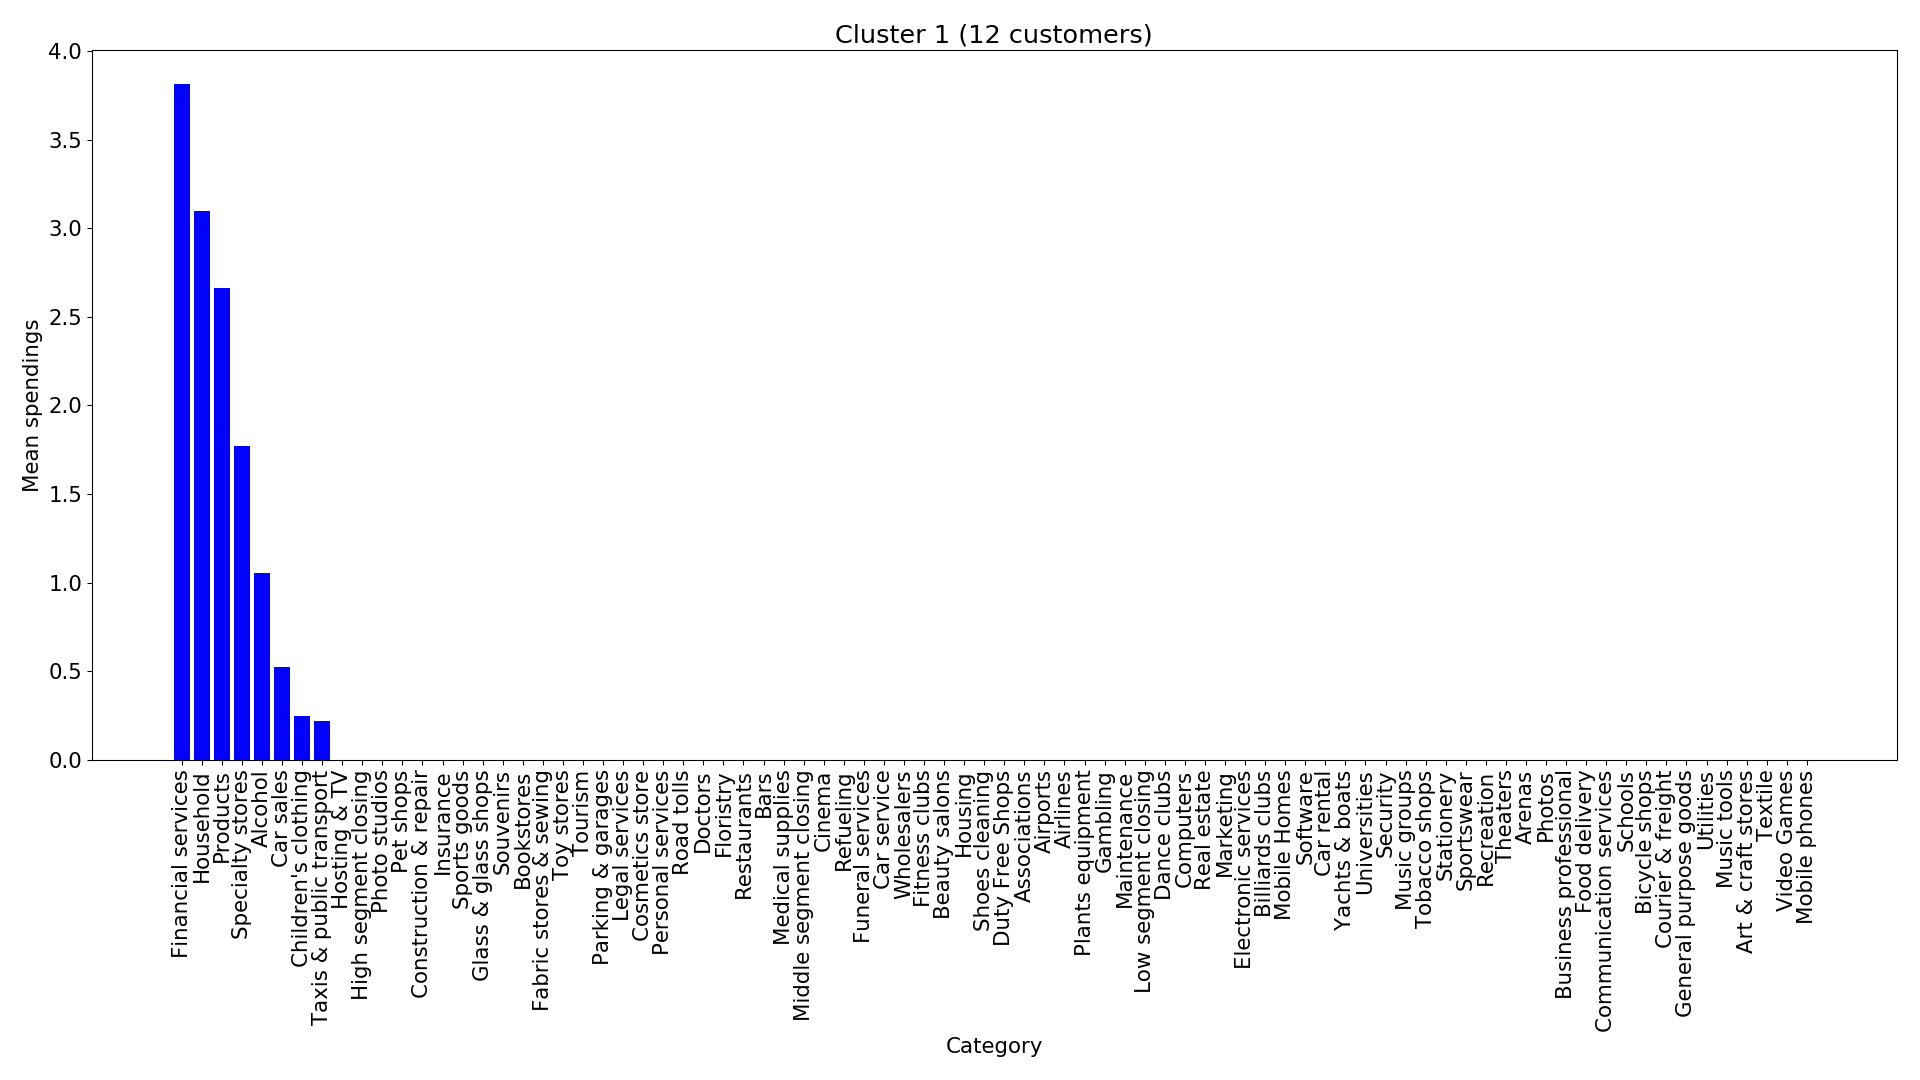 Cluster 1 (12 customers)
4.0
3.5
3.0
2.5
2.0
1.5
1.0
0.5
0.0
Mean spendings
Financial services
Household
Products
Specialty stores
Alcohol
Car sales
Children's clothing
Taxis & public transport
Hosting & TV
High segment closing
Photo studios
Pet shops
Construction & repair
Insurance
Sports goods
Glass & glass shops
Souvenirs
Bookstores
Fabric stores & sewing
Toy stores
Tourism
Parking & garages
Legal services
Cosmetics store
Personal services
Road tolls
Doctors
Floristry
Restaurants
Bars
Medical supplies
Middle segment closing
Cinema
Refueling
Funeral services
Car service
Wholesalers
Fitness clubs
Beauty salons
Housing
Shoes cleaning
Duty Free Shops
Associations
Airports
Airlines
Plants equipment
Gambling
Maintenance
Low segment closing
Dance clubs
Computers
Real estate
Marketing
Electronic services
Billiards clubs
Mobile Homes
Software
Car rental
Yachts & boats
Universities
Security
Music groups
Tobacco shops
Stationery
Sportswear
Recreation
Theaters
Arenas
Photos
Business professional
Food delivery
Communication services
Schools
Bicycle shops
Courier & freight
General purpose goods
Utilities
Music tools
Art & craft stores
Textile
Video Games
Mobile phones
Category